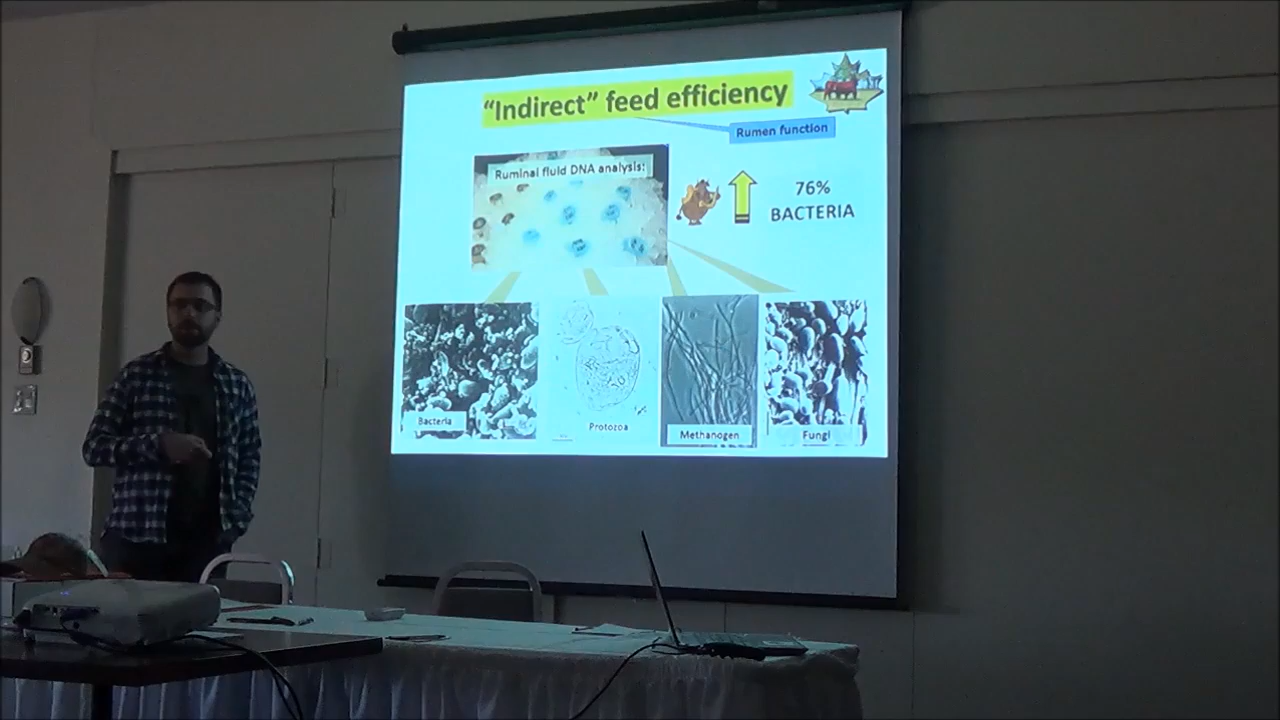 “Indirect” feed efficiency
Rumen function
Ruminal fluid DNA analysis:
76%
BACTERIA
Bacteria
Protozoa
Methanogen
Fungi